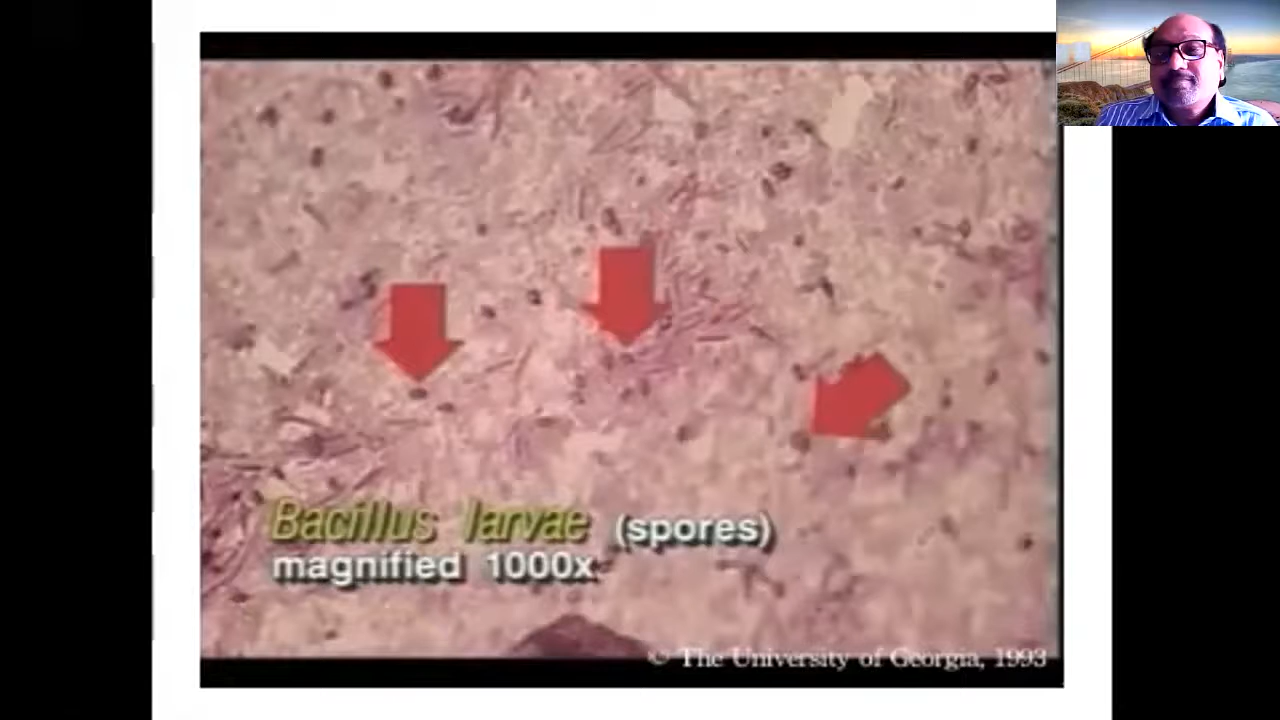 Bacillus larvae (spores)
magnified 1000x
© The University of Georgia, 1993